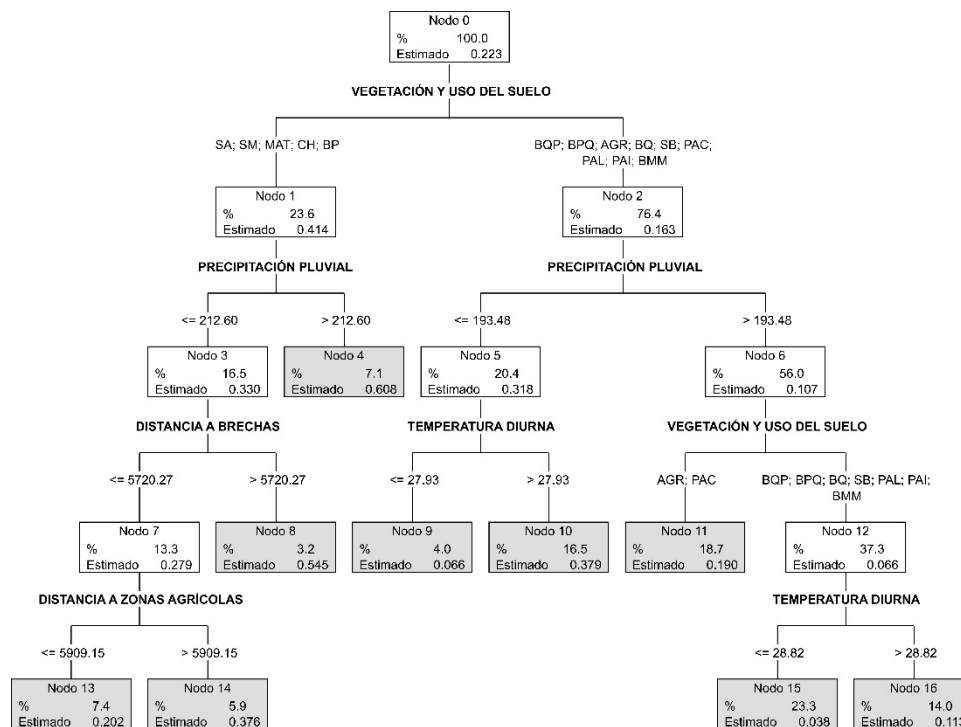 Nodo 0
% 100.0
Estimado 0.223
VEGETACIÓN Y USO DEL SUELO
SA; SM; MAT; CH; BP
BQP; BPQ; AGR; BQ; SB; PAC;
PAL; PAI; BMM
Nodo 1
% 23.6
Estimado 0.414
Nodo 2
% 76.4
Estimado 0.163
PRECIPITACIÓN PLUVIAL
PRECIPITACIÓN PLUVIAL
<= 212.60
> 212.60
<= 193.48
> 193.48
Nodo 3
% 16.5
Estimado 0.330
Nodo 4
% 7.1
Estimado 0.608
Nodo 5
% 20.4
Estimado 0.318
Nodo 6
% 56.0
Estimado 0.107
DISTANCIA A BRECHAS
TEMPERATURA DIURNA
VEGETACIÓN Y USO DEL SUELO
<= 5720.27
> 5720.27
<= 27.93
> 27.93
AGR; PAC
BQP; BPQ; BQ; SB; PAL; PAI;
BMM
Nodo 7
% 13.3
Estimado 0.279
Nodo 8
% 3.2
Estimado 0.545
Nodo 9
% 4.0
Estimado 0.066
Nodo 10
% 16.5
Estimado 0.379
Nodo 11
% 18.7
Estimado 0.190
Nodo 12
% 37.3
Estimado 0.066
DISTANCIA A ZONAS AGRÍCOLAS
TEMPERATURA DIURNA
<= 5909.15
> 5909.15
<= 28.82
> 28.82
Nodo 13
% 7.4
Estimado 0.202
Nodo 14
% 5.9
Estimado 0.376
Nodo 15
% 23.3
Estimado 0.038
Nodo 16
% 14.0
Estimado